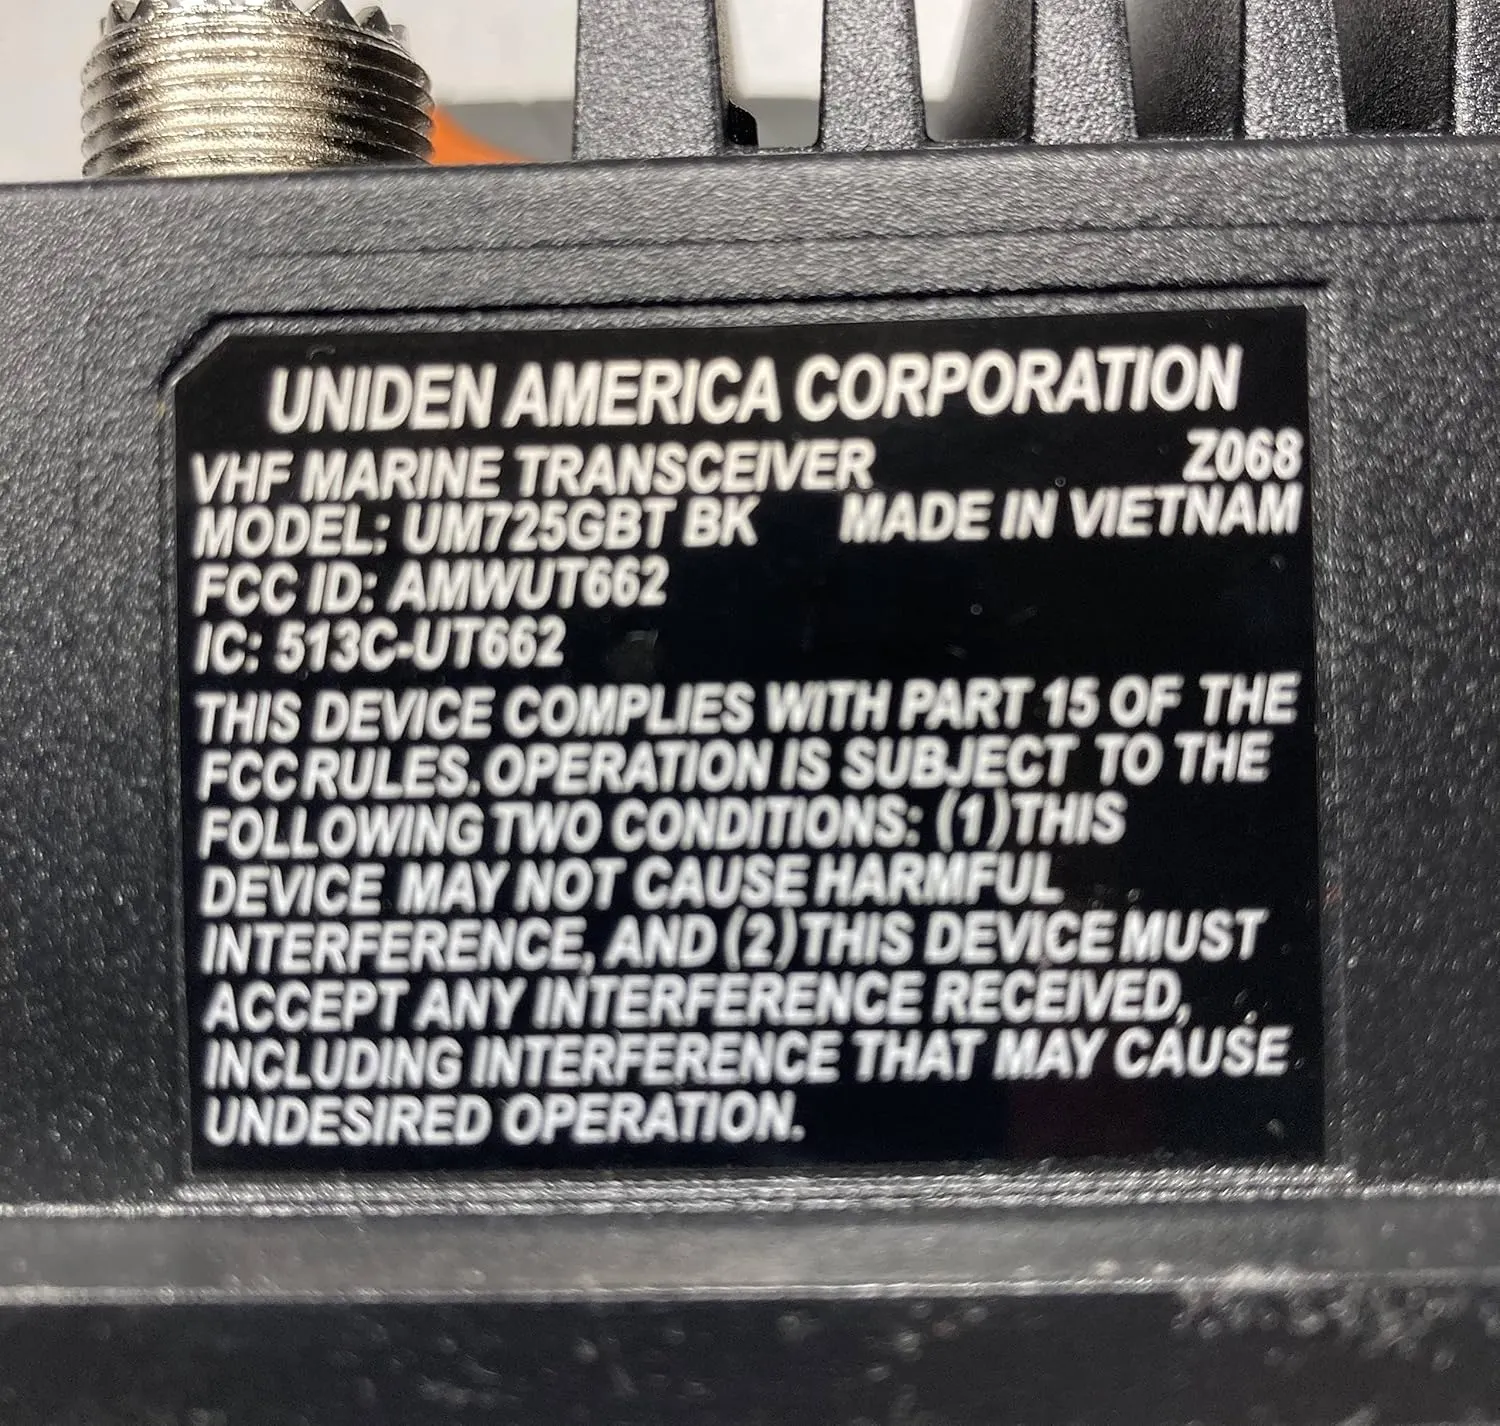 UNIDEN AMERICA CORPORATION
VHF MARINE TRANSCEIVER Z068
MODEL: UM725GBT BK MADE IN VIETNAM
FCC ID: AMWUT662
IC: 513C-UT662
THIS DEVICE COMPLIES WITH PART 15 OF THE
FCC RULES. OPERATION IS SUBJECT TO THE
FOLLOWING TWO CONDITIONS: (1)THIS
DEVICE MAY NOT CAUSE HARMFUL
INTERFERENCE, AND (2)THIS DEVICE MUST
ACCEPT ANY INTERFERENCE RECEIVED,
INCLUDING INTERFERENCE THAT MAY CAUSE
UNDESIRED OPERATION.